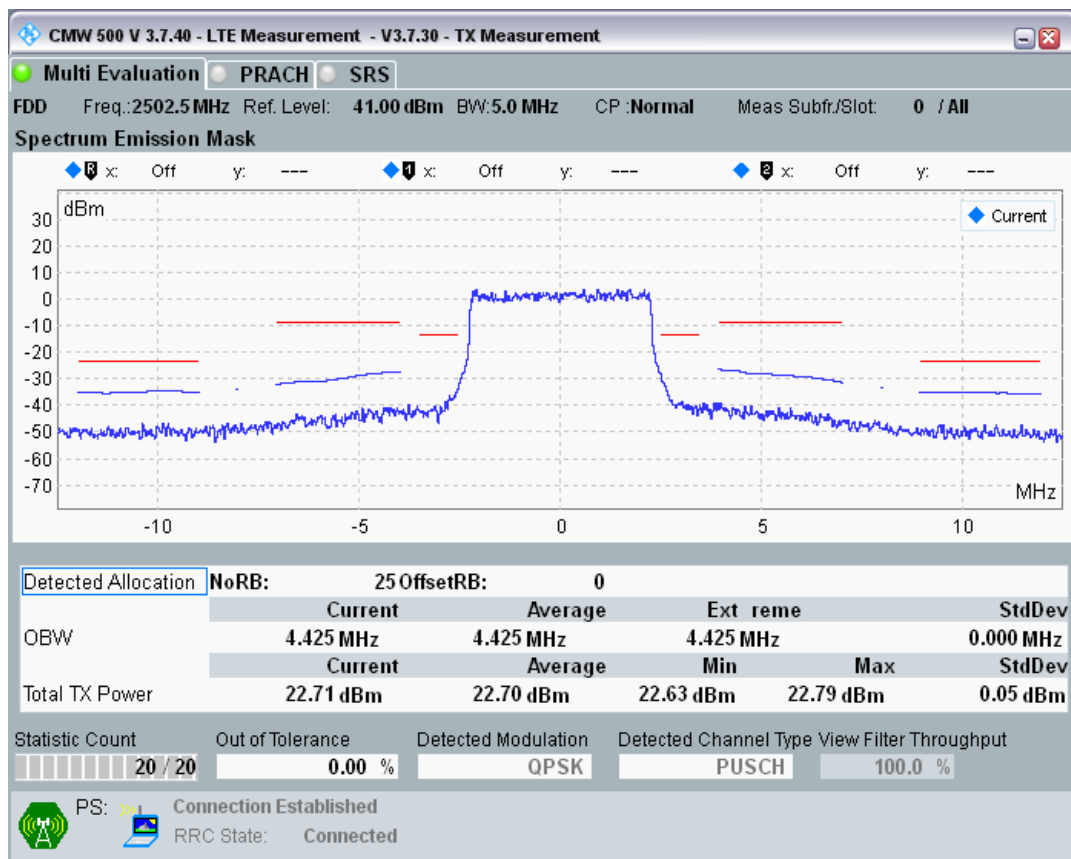 CMW 500 V 3.7.40 - LTE Measurement - V3.7.30 - TX Measurement
Multi Evaluation PRACH SRS
FDD Freq.:2502.5 MHz Ref. Level: 41.00 dBm BW:5.0 MHz CP :Normal Meas Subfr./Slot: 0 / All
Spectrum Emission Mask
R x: Off y: --- 1 x: Off y: --- 2 x: Off y: ---
dBm
Current
30
20
10
0
-10
-20
-30
-40
-50
-60
-70
MHz
-10 -5 0 5 10
Detected Allocation NoRB: 25 OffsetRB: 0
Current Average Ext reme StdDev
OBW 4.425 MHz 4.425 MHz 4.425 MHz 0.000 MHz
Current Average Min Max StdDev
Total TX Power 22.71 dBm 22.70 dBm 22.63 dBm 22.79 dBm 0.05 dBm
Statistic Count Out of Tolerance Detected Modulation Detected Channel Type View Filter Throughput
20 / 20 0.00 % QPSK PUSCH 100.0 %
PS: Connection Established
RRC State: Connected